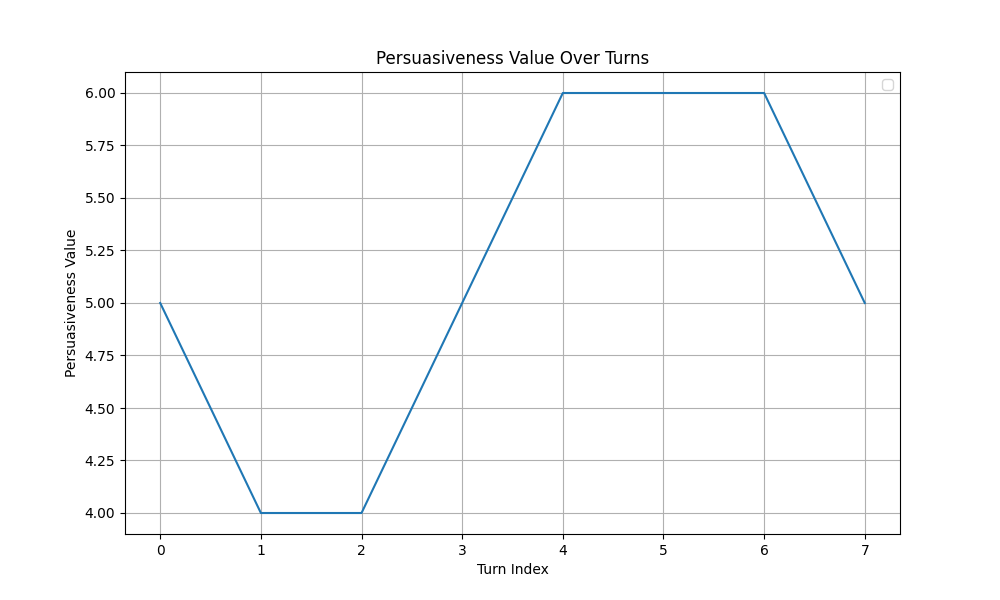 Persuasiveness Value Over Turns
6.00
5.75
5.50
5.25
5.00
4.75
4.50
4.25
4.00
Persuasiveness Value
0 1 2 3 4 5 6 7
Turn Index